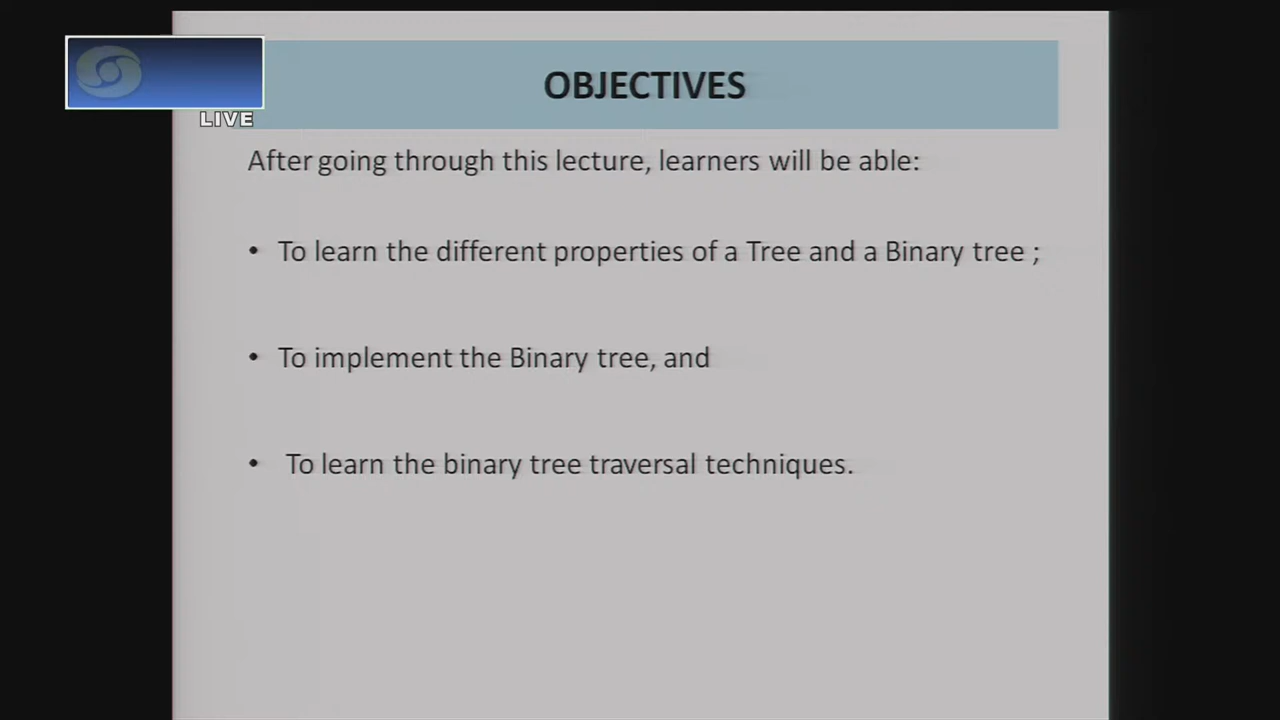 OBJECTIVES
LIVE
After going through this lecture, learners will be able:
• To learn the different properties of a Tree and a Binary tree ;
• To implement the Binary tree, and
• To learn the binary tree traversal techniques.